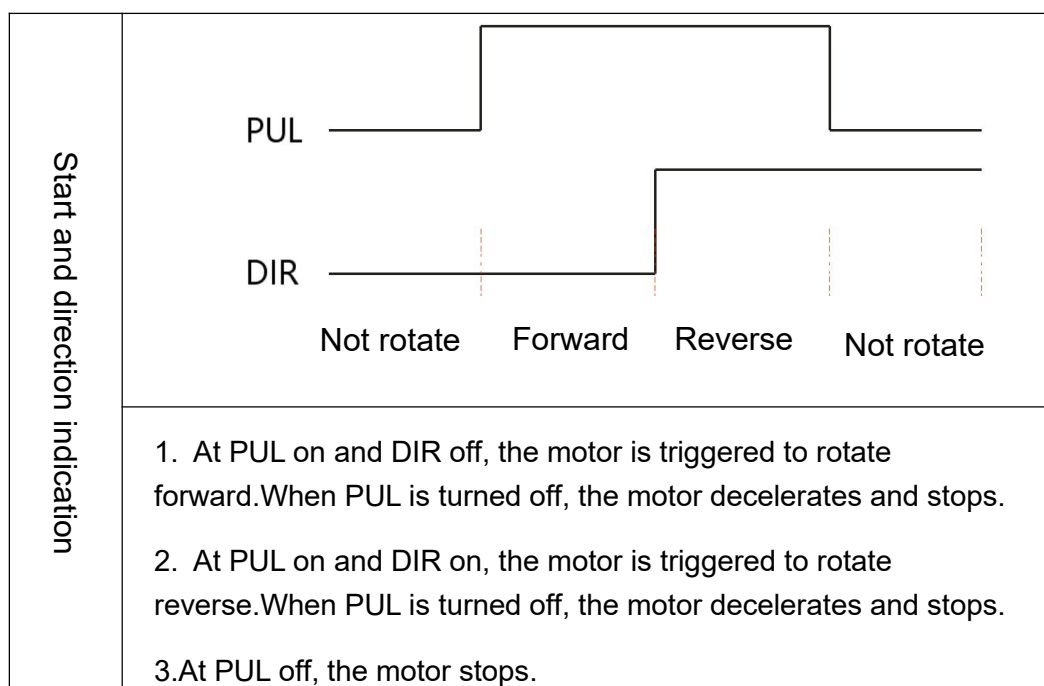 Start and direction indication
PUL
DIR
Not rotate Forward Reverse Not rotate
1. At PUL on and DIR off, the motor is triggered to rotate
forward.When PUL is turned off, the motor decelerates and stops.
2. At PUL on and DIR on, the motor is triggered to rotate
reverse.When PUL is turned off, the motor decelerates and stops.
3.At PUL off, the motor stops.